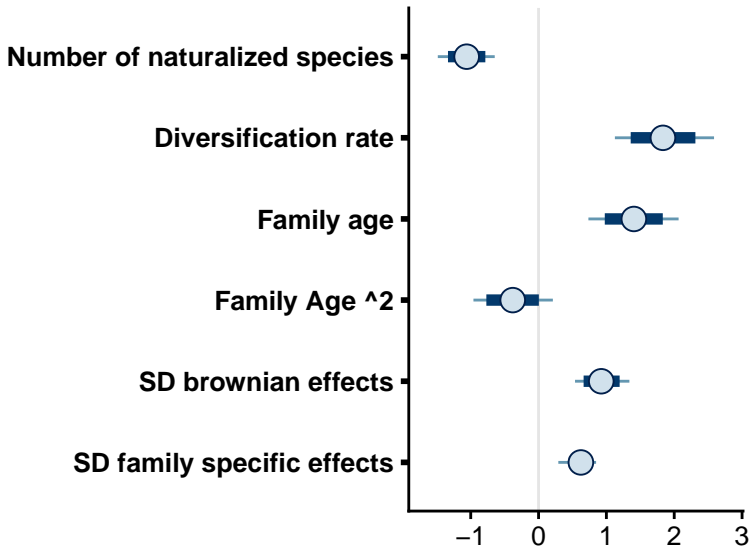 Number of naturalized species
Diversification rate
Family age
Family Age ^2
SD brownian effects
SD family specific effects
−1 0 1 2 3